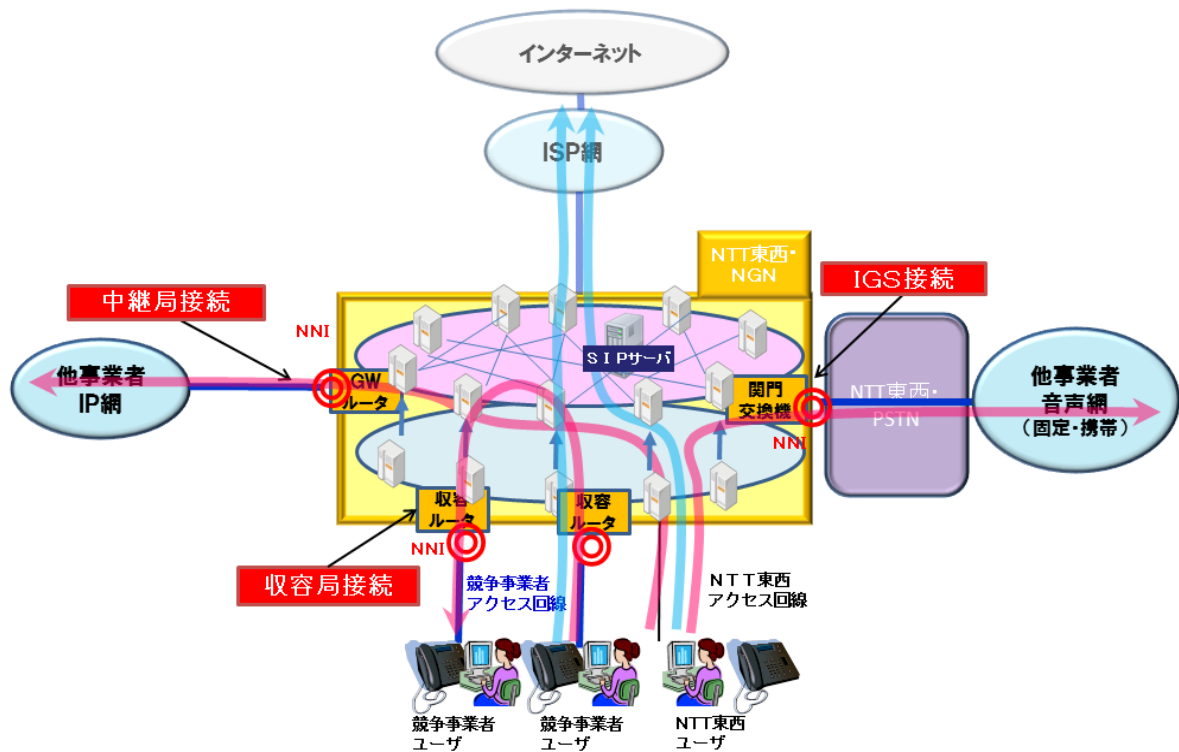 インターネット
ISP網
NTT東西・
NGN
IGS接続
中継局接続
NNI
SIPサーバ
他事業者
IP網
GW
ルータ
関門
交換機
NNI
NTT東西・
PSTN
他事業者
音声網
(固定・携帯)
収容
ルータ
収容
ルータ
NNI
収容局接続
競争事業者
アクセス回線
NTT東西
アクセス回線
競争事業者
ユーザ
競争事業者
ユーザ
NTT東西
ユーザ